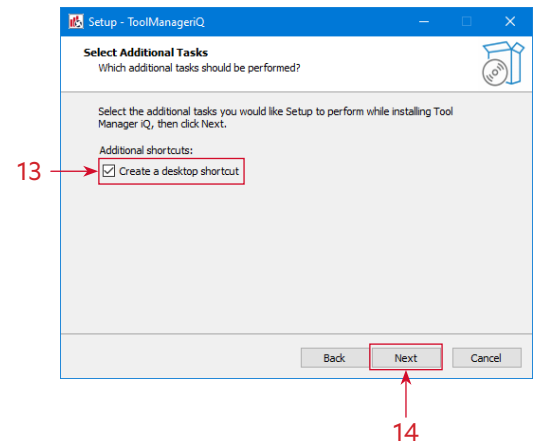 Setup - ToolManageriQ
Select Additional Tasks
Which additional tasks should be performed?
Select the additional tasks you would like Setup to perform while installing Tool
Manager iQ, then click Next.
Additional shortcuts:
13
Create a desktop shortcut
Back
Next
Cancel
14